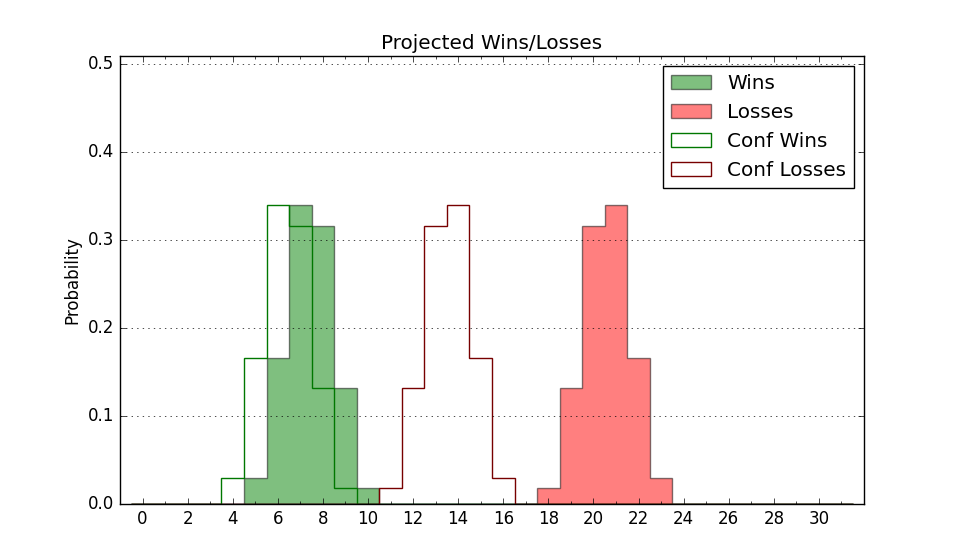 Projected Wins/Losses
0.5
0.4
0.3
0.2
0.1
0.0
Probability
Wins
Losses
Conf Wins
Conf Losses
0 2 4 6 8 10 12 14 16 18 20 22 24 26 28 30